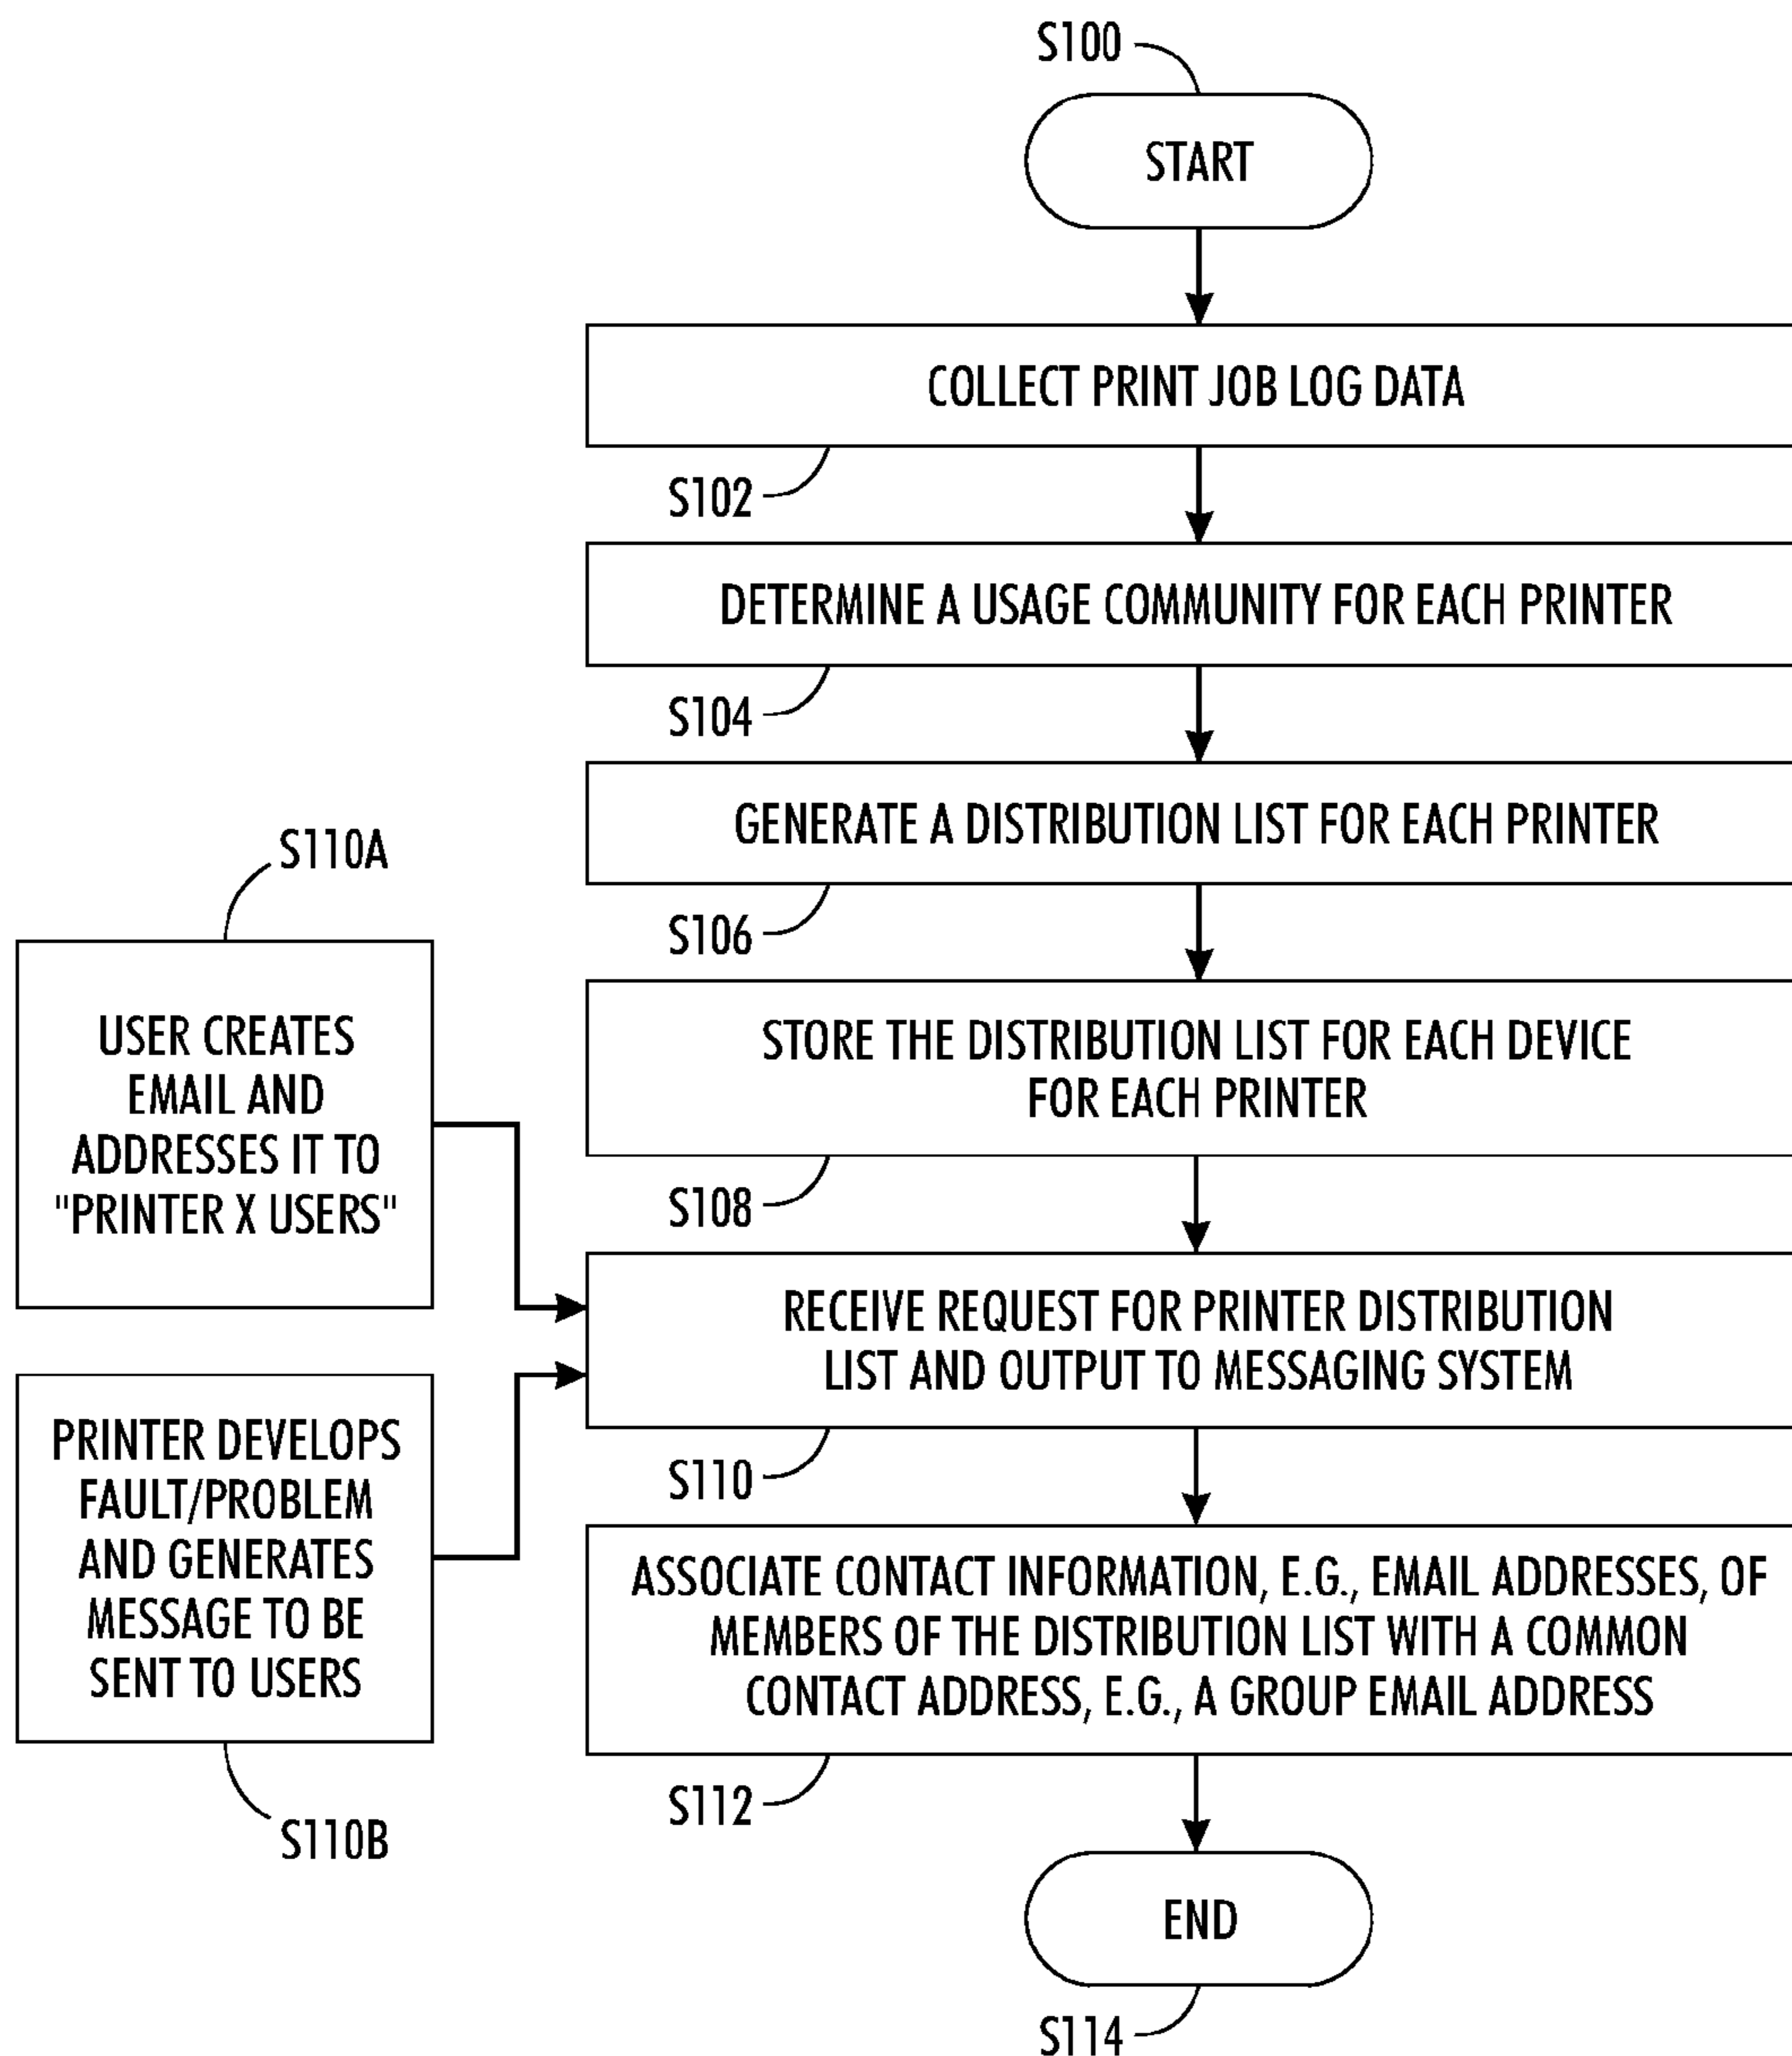 S100
START
COLLECT PRINT JOB LOG DATA
S102
DETERMINE A USAGE COMMUNITY FOR EACH PRINTER
S104
GENERATE A DISTRIBUTION LIST FOR EACH PRINTER
S106
STORE THE DISTRIBUTION LIST FOR EACH DEVICE
FOR EACH PRINTER
S108
S110A
USER CREATES
EMAIL AND
ADDRESSES IT TO
"PRINTER X USERS"
PRINTER DEVELOPS
FAULT/PROBLEM
AND GENERATES
MESSAGE TO BE
SENT TO USERS
S110B
RECEIVE REQUEST FOR PRINTER DISTRIBUTION
LIST AND OUTPUT TO MESSAGING SYSTEM
S110
ASSOCIATE CONTACT INFORMATION, E.G., EMAIL ADDRESSES, OF
MEMBERS OF THE DISTRIBUTION LIST WITH A COMMON
CONTACT ADDRESS, E.G., A GROUP EMAIL ADDRESS
S112
END
S114